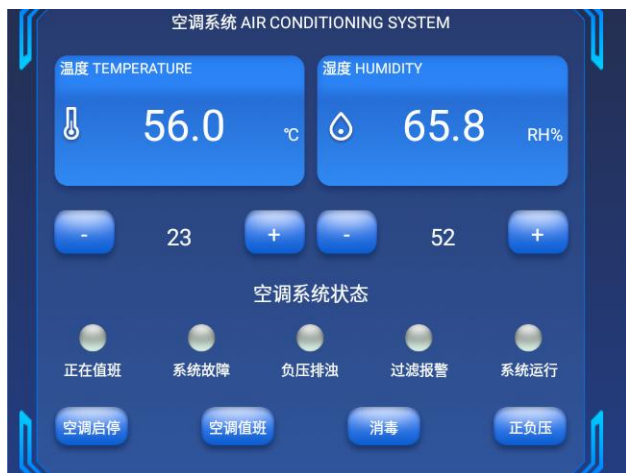 空调系统 AIR CONDITIONING SYSTEM
温度 TEMPERATURE
56.0 ℃
湿度 HUMIDITY
65.8 RH%
- 23 +
- 52 +
空调系统状态
正在值班 系统故障 负压排浊 过滤报警 系统运行
空调启停 空调值班 消毒 正负压